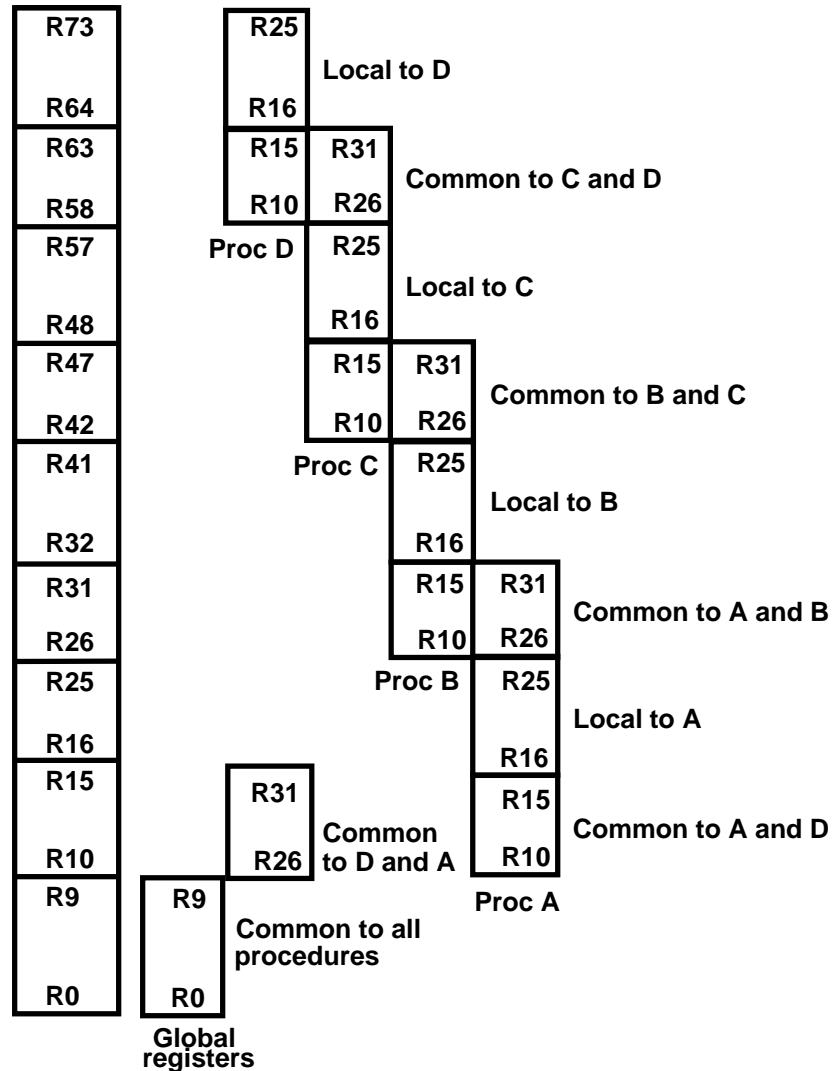 R73
R64
R63
R58
R57
R48
R47
R42
R41
R32
R31
R26
R25
R16
R15
R10
R9
R0
R25
R16
Local to D
R15
R10
Proc D
R31
R26
Common to C and D
R25
R16
Local to C
R15
R10
Proc C
R31
R26
Common to B and C
R25
R16
Local to B
R15
R10
Proc B
R31
R26
Common to A and B
R25
R16
Local to A
R15
R10
Common to A and D
Proc A
R31
R26
Common
to D and A
R9
R0
Common to all
procedures
Global
registers